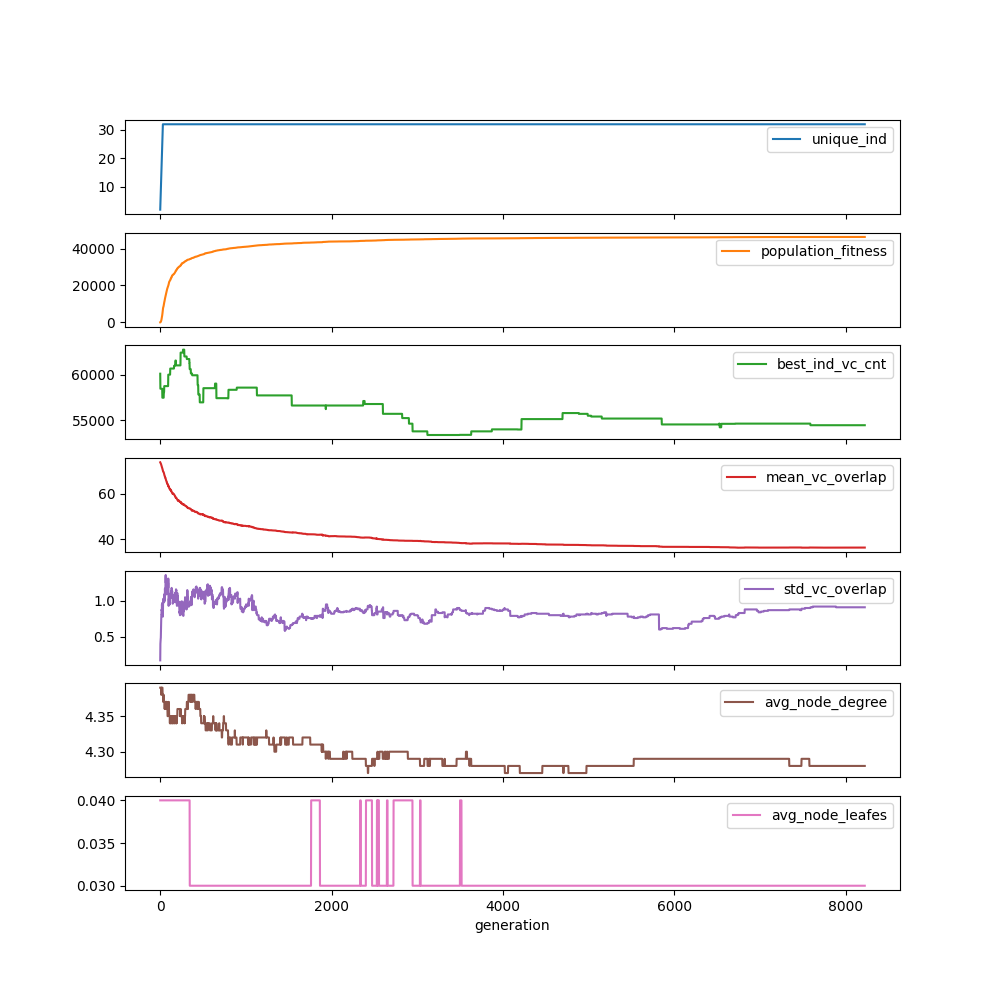 30
20
10
unique_ind
40000
20000
0
population_fitness
60000
55000
best_ind_vc_cnt
60
40
mean_vc_overlap
1.0
0.5
std_vc_overlap
4.35
4.30
avg_node_degree
0.040
0.035
0.030
avg_node_leafes
0 2000 4000 6000 8000
generation